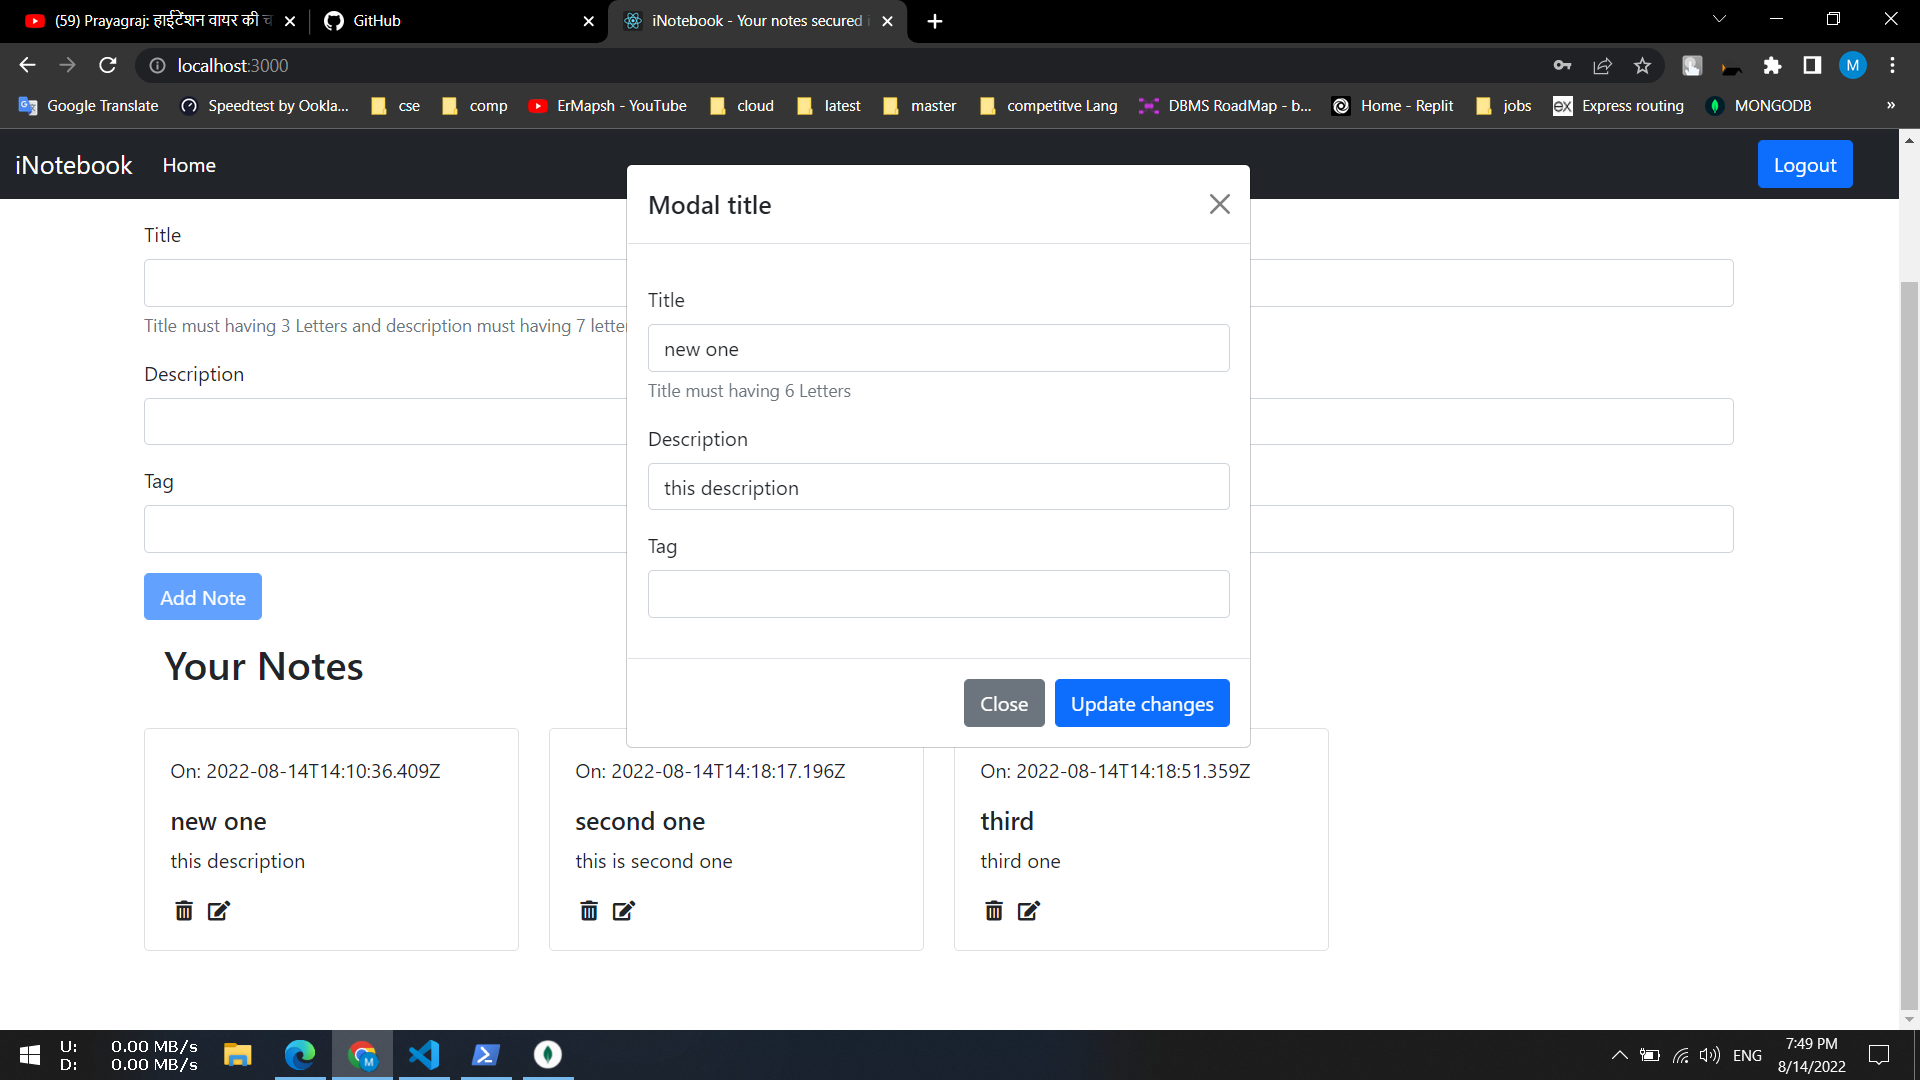 (59) Prayagraj: हाईटेंशन वायर की च
GitHub
iNotebook - Your notes secured i
localhost:3000
M
Google Translate
Speedtest by Ookla...
cse
comp
ErMapsh - YouTube
cloud
latest
master
competitve Lang
DBMS RoadMap - b...
Home - Replit
jobs
ex
Express routing
MONGODB
»
iNotebook
Home
Logout
Title
Title must having 3 Letters and description must having 7 letter
Description
Tag
Add Note
Modal title
Title
new one
Title must having 6 Letters
Description
this description
Tag
Close
Update changes
Your Notes
On: 2022-08-14T14:10:36.409Z
new one
this description
On: 2022-08-14T14:18:17.196Z
second one
this is second one
On: 2022-08-14T14:18:51.359Z
third
third one
U: 0.00 MB/s
D: 0.00 MB/s
M
ENG
7:49 PM
8/14/2022